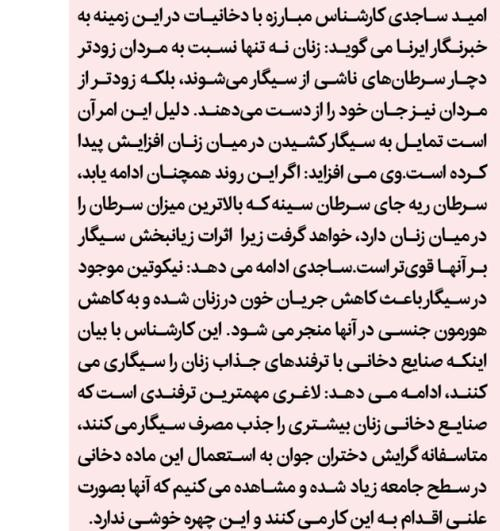 امید ساجدی کارشناس مبارزه با دخانیات در این زمینه به
خبرنگار ایرنا می گوید: زنان نه تنها نسبت به مردان زودتر
دچار سرطان‌های ناشی از سیگار می‌شوند، بلکه زودتر از
مردان نیز جان خود را از دست می‌دهند. دلیل این امر آن
است تمایل به سیگار کشیدن در میان زنان افزایش پیدا
کرده است.وی می افزاید: اگر این روند همچنان ادامه یابد،
سرطان ریه جای سرطان سینه که بالاترین میزان سرطان را
در میان زنان دارد، خواهد گرفت زیرا اثرات زیانبخش سیگار
بر آنها قوی‌تر است.ساجدی ادامه می دهد: نیکوتین موجود
در سیگار باعث کاهش جریان خون در زنان شده و به کاهش
هورمون جنسی در آنها منجر می شود. این کارشناس با بیان
اینکه صنایع دخانی با ترفندهای جذاب زنان را سیگاری می
کنند، ادامه می دهد: لاغری مهمترین ترفندی است که
صنایع دخانی زنان بیشتری را جذب مصرف سیگار می کنند،
متاسفانه گرایش دختران جوان به استعمال این ماده دخانی
در سطح جامعه زیاد شده و مشاهده می کنیم که آنها بصورت
علنی اقدام به این کار می کنند و این چهره خوشی ندارد.